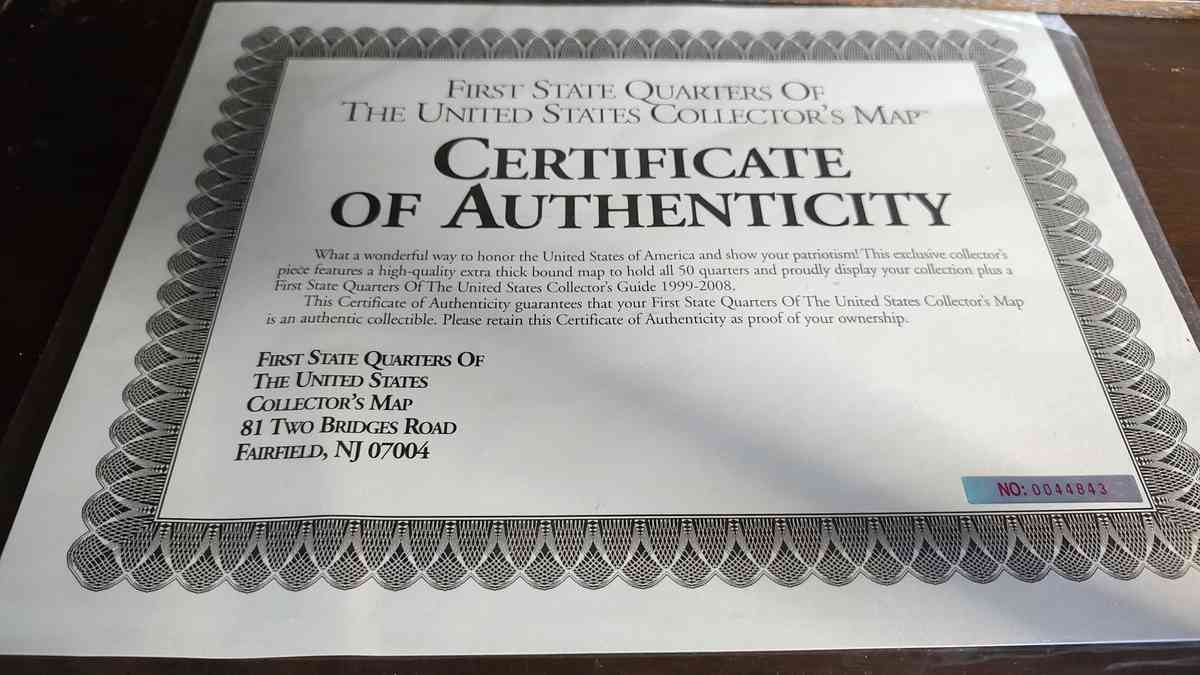 First State Quarters Of
The United States Collector's Map™
Certificate
of Authenticity
What a wonderful way to honor the United States of America and show your patriotism! This exclusive collector's
piece features a high-quality extra thick bound map to hold all 50 quarters and proudly display your collection plus a
First State Quarters Of The United States Collector's Guide 1999-2008.
This Certificate of Authenticity guarantees that your First State Quarters Of The United States Collector's Map
is an authentic collectible. Please retain this Certificate of Authenticity as proof of your ownership.
First State Quarters Of
The United States
Collector's Map
81 Two Bridges Road
Fairfield, NJ 07004
NO: 0044843